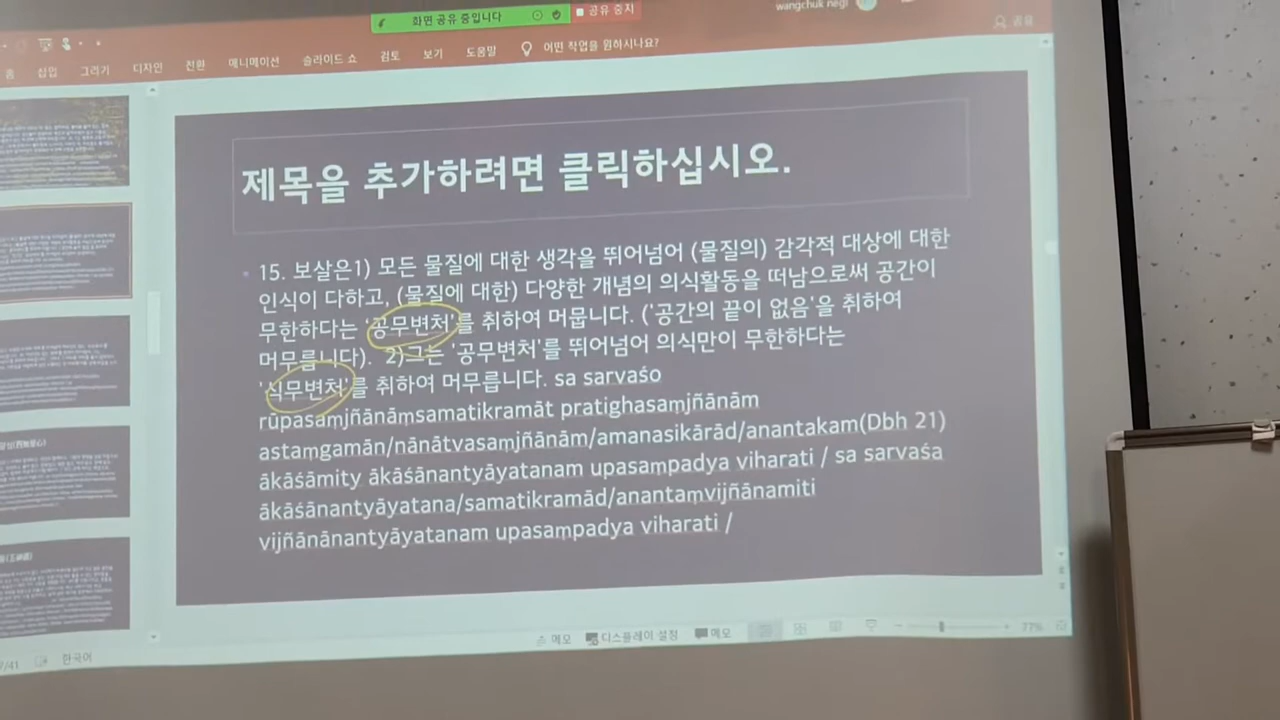 화면 공유 중입니다
공유 중지
wangchuk negi
홈 삽입 그리기 디자인 전환 애니메이션 슬라이드 쇼 검토 보기 도움말 어떤 작업을 원하시나요?
공유
제목을 추가하려면 클릭하십시오.
15. 보살은1) 모든 물질에 대한 생각을 뛰어넘어 (물질의) 감각적 대상에 대한
인식이 다하고, (물질에 대한) 다양한 개념의 의식활동을 떠남으로써 공간이
무한하다는 '공무변처'를 취하여 머뭅니다. ('공간의 끝이 없음'을 취하여
머무릅니다). 2)그는 '공무변처'를 뛰어넘어 의식만이 무한하다는
'식무변처'를 취하여 머무릅니다. sa sarvaśo
rūpasaṃjñānāṃsamatikramāt pratighasaṃjñānām
astaṃgamān/nānātvasaṃjñānām/amanasikārād/anantakam(Dbh 21)
ākāśāmity ākāśānantyāyatanam upasaṃpadya viharati / sa sarvaśa
ākāśānantyāyatana/samatikramād/anantaṃvijñānamiti
vijñānānantyāyatanam upasaṃpadya viharati /
메모 디스플레이 설정 메모 77%
/41 한국어